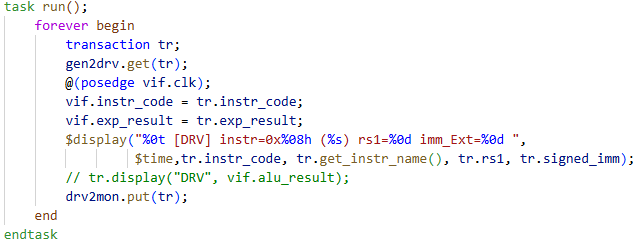 task run();
    forever begin
        transaction tr;
        gen2drv.get(tr);
        @(posedge vif.clk);
        vif.instr_code = tr.instr_code;
        vif.exp_result = tr.exp_result;
        $display("%0t [DRV] instr=0x%08h (%s) rs1=%0d imm_Ext=%0d ",
                 $time,tr.instr_code, tr.get_instr_name(), tr.rs1, tr.signed_imm);
        // tr.display("DRV", vif.alu_result);
        drv2mon.put(tr);
    end
endtask